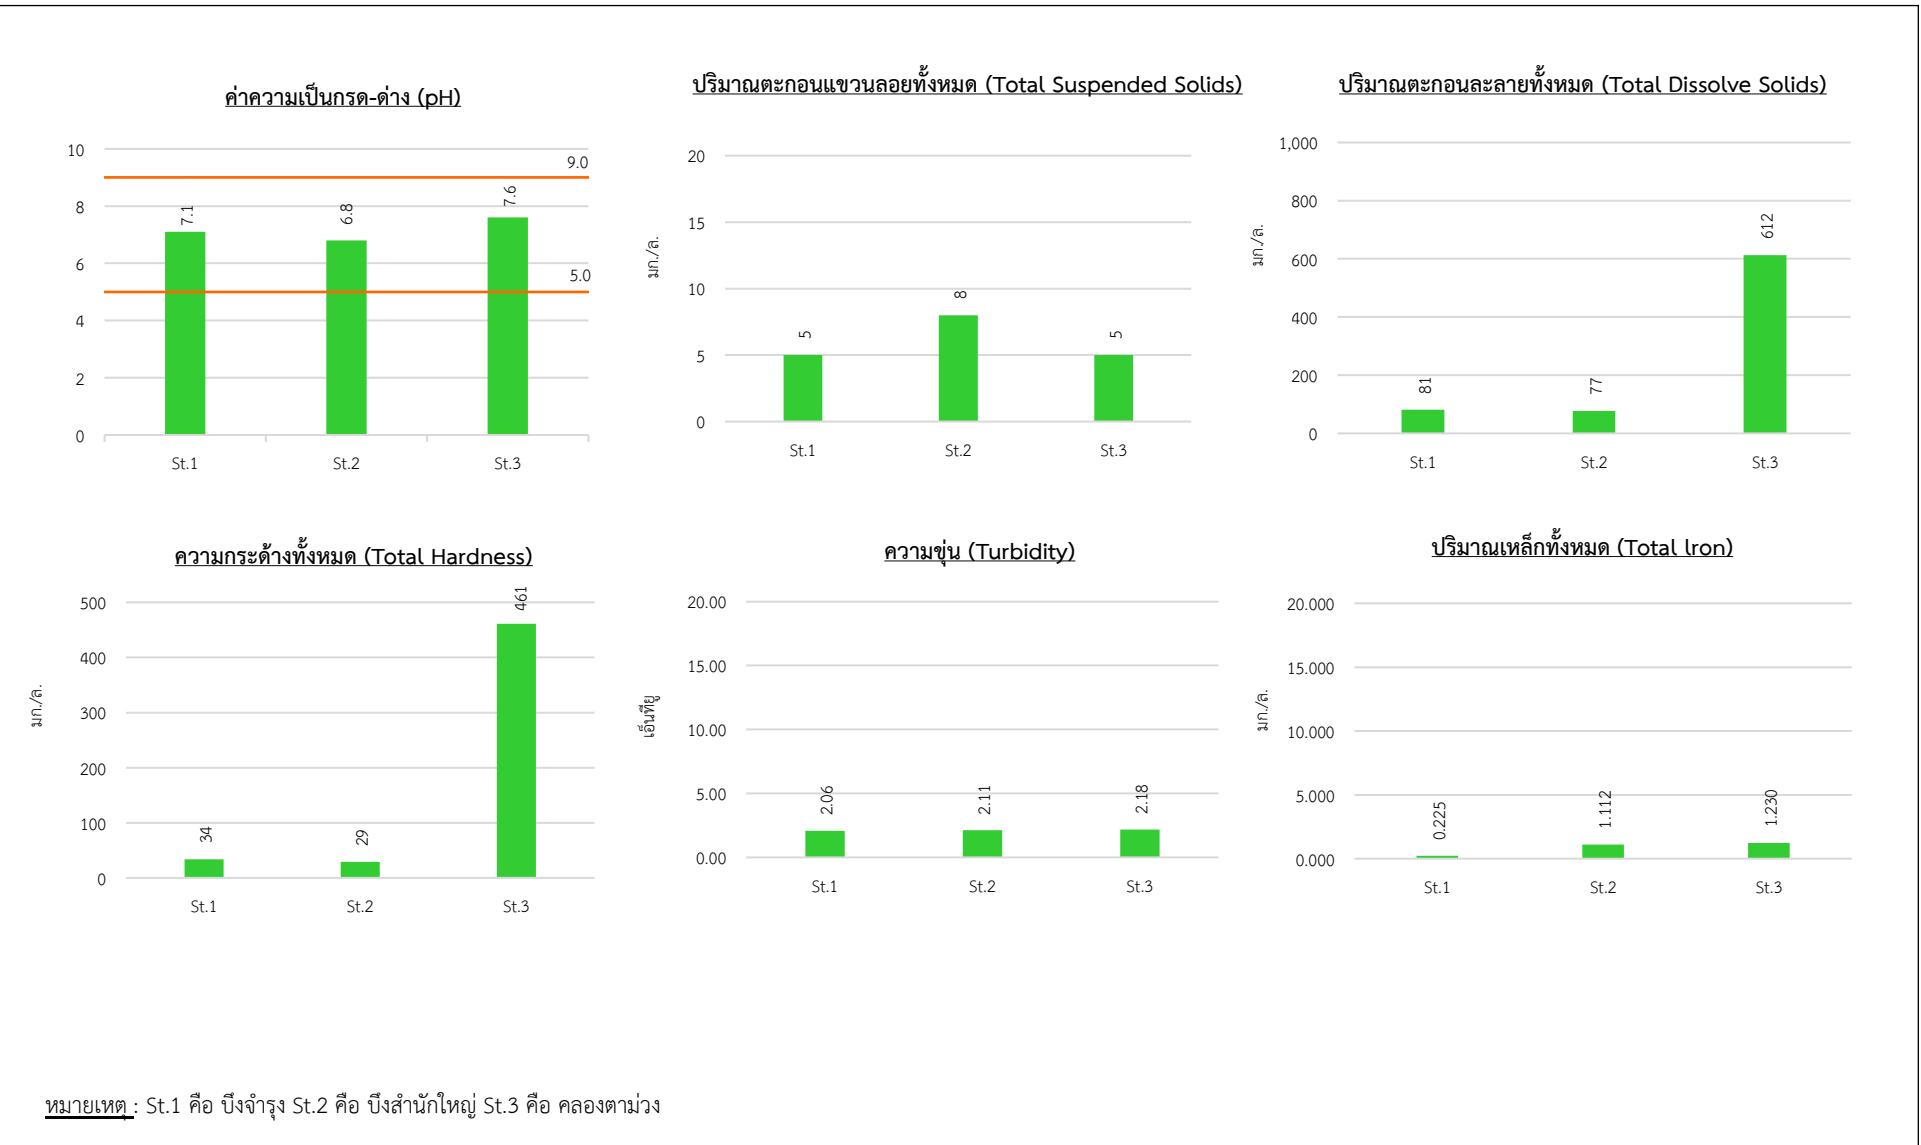 ค่าความเป็นกรด-ด่าง (pH)
10
8
6
4
2
0
9.0
5.0
7.1
6.8
7.6
St.1
St.2
St.3
ปริมาณตะกอนแขวนลอยทั้งหมด (Total Suspended Solids)
มก./ล.
20
15
10
5
0
5
8
5
St.1
St.2
St.3
ปริมาณตะกอนละลายทั้งหมด (Total Dissolve Solids)
มก./ล.
1,000
800
600
400
200
0
81
77
612
St.1
St.2
St.3
ความกระด้างทั้งหมด (Total Hardness)
มก./ล.
500
400
300
200
100
0
34
29
461
St.1
St.2
St.3
ความขุ่น (Turbidity)
เอ็นทียู
20.00
15.00
10.00
5.00
0.00
2.06
2.11
2.18
St.1
St.2
St.3
ปริมาณเหล็กทั้งหมด (Total lron)
มก./ล.
20.000
15.000
10.000
5.000
0.000
0.225
1.112
1.230
St.1
St.2
St.3
หมายเหตุ : St.1 คือ บึงจำรุง St.2 คือ บึงสำนักใหญ่ St.3 คือ คลองตาม่วง